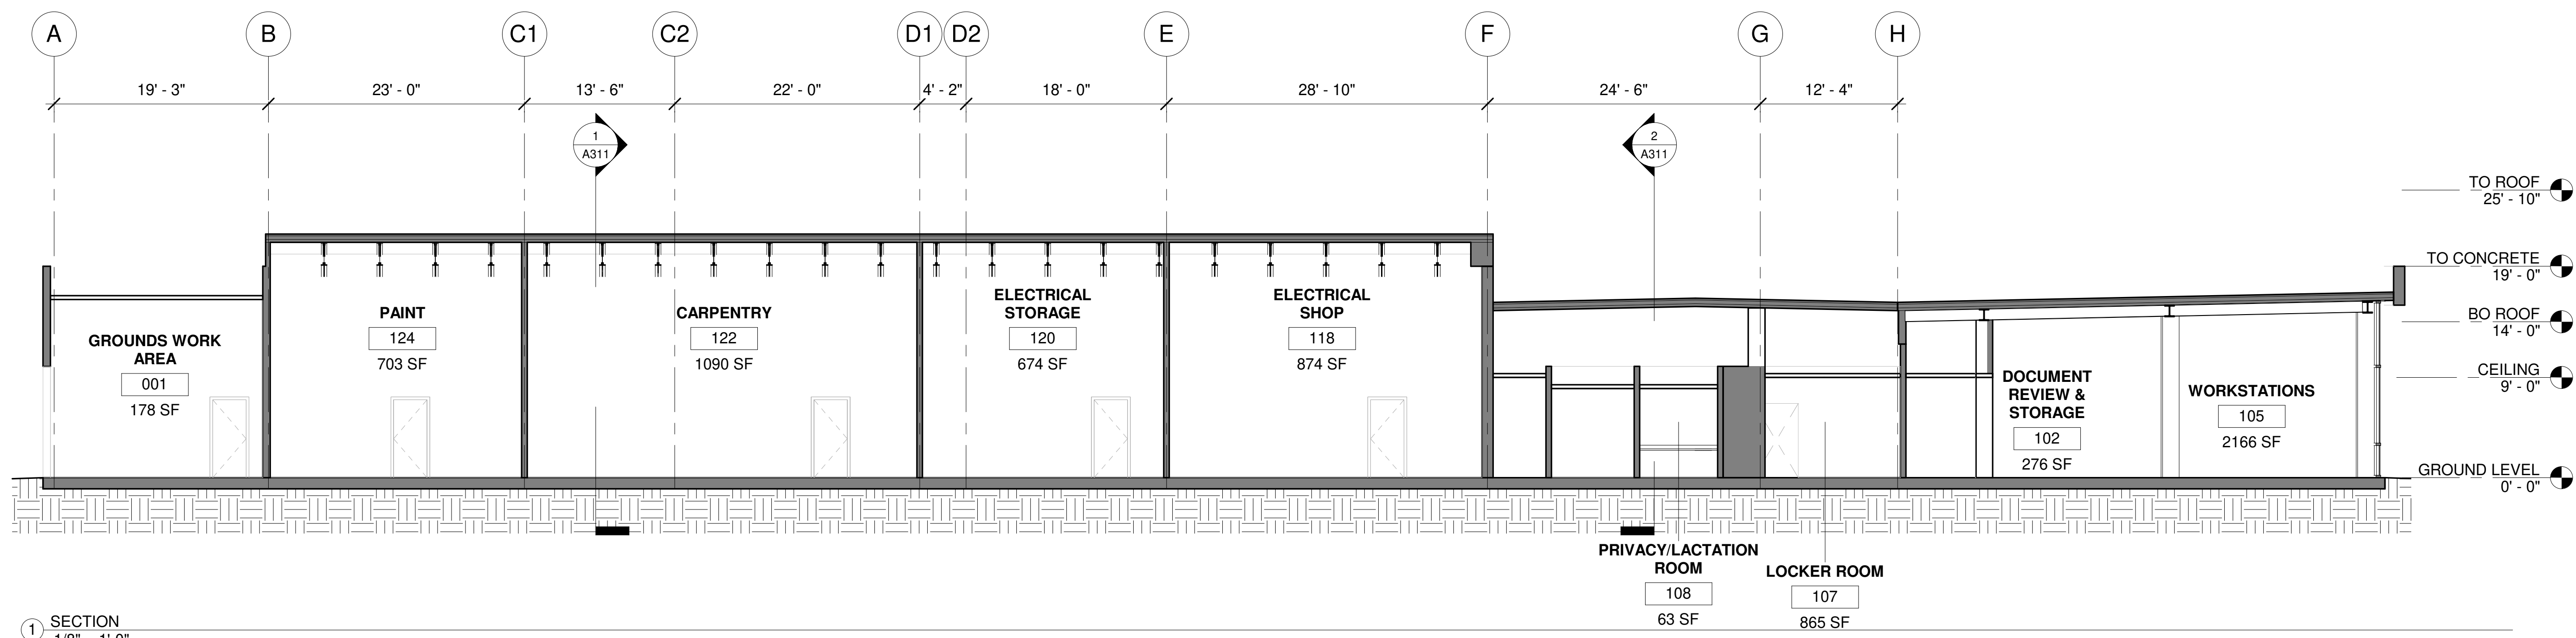 A B C1 C2 D1 D2 E F G H
19' - 3" 23' - 0" 13' - 6" 22' - 0" 4' - 2" 18' - 0" 28' - 10" 24' - 6" 12' - 4"
1
A311
2
A311
TO ROOF
25' - 10"
TO CONCRETE
19' - 0"
BO ROOF
14' - 0"
CEILING
9' - 0"
GROUND LEVEL
0' - 0"
GROUNDS WORK
AREA
001
178 SF
PAINT
124
703 SF
CARPENTRY
122
1090 SF
ELECTRICAL
STORAGE
120
674 SF
ELECTRICAL
SHOP
118
874 SF
DOCUMENT
REVIEW &
STORAGE
102
276 SF
WORKSTATIONS
105
2166 SF
PRIVACY/LACTATION
ROOM
108
63 SF
LOCKER ROOM
107
865 SF
1 SECTION